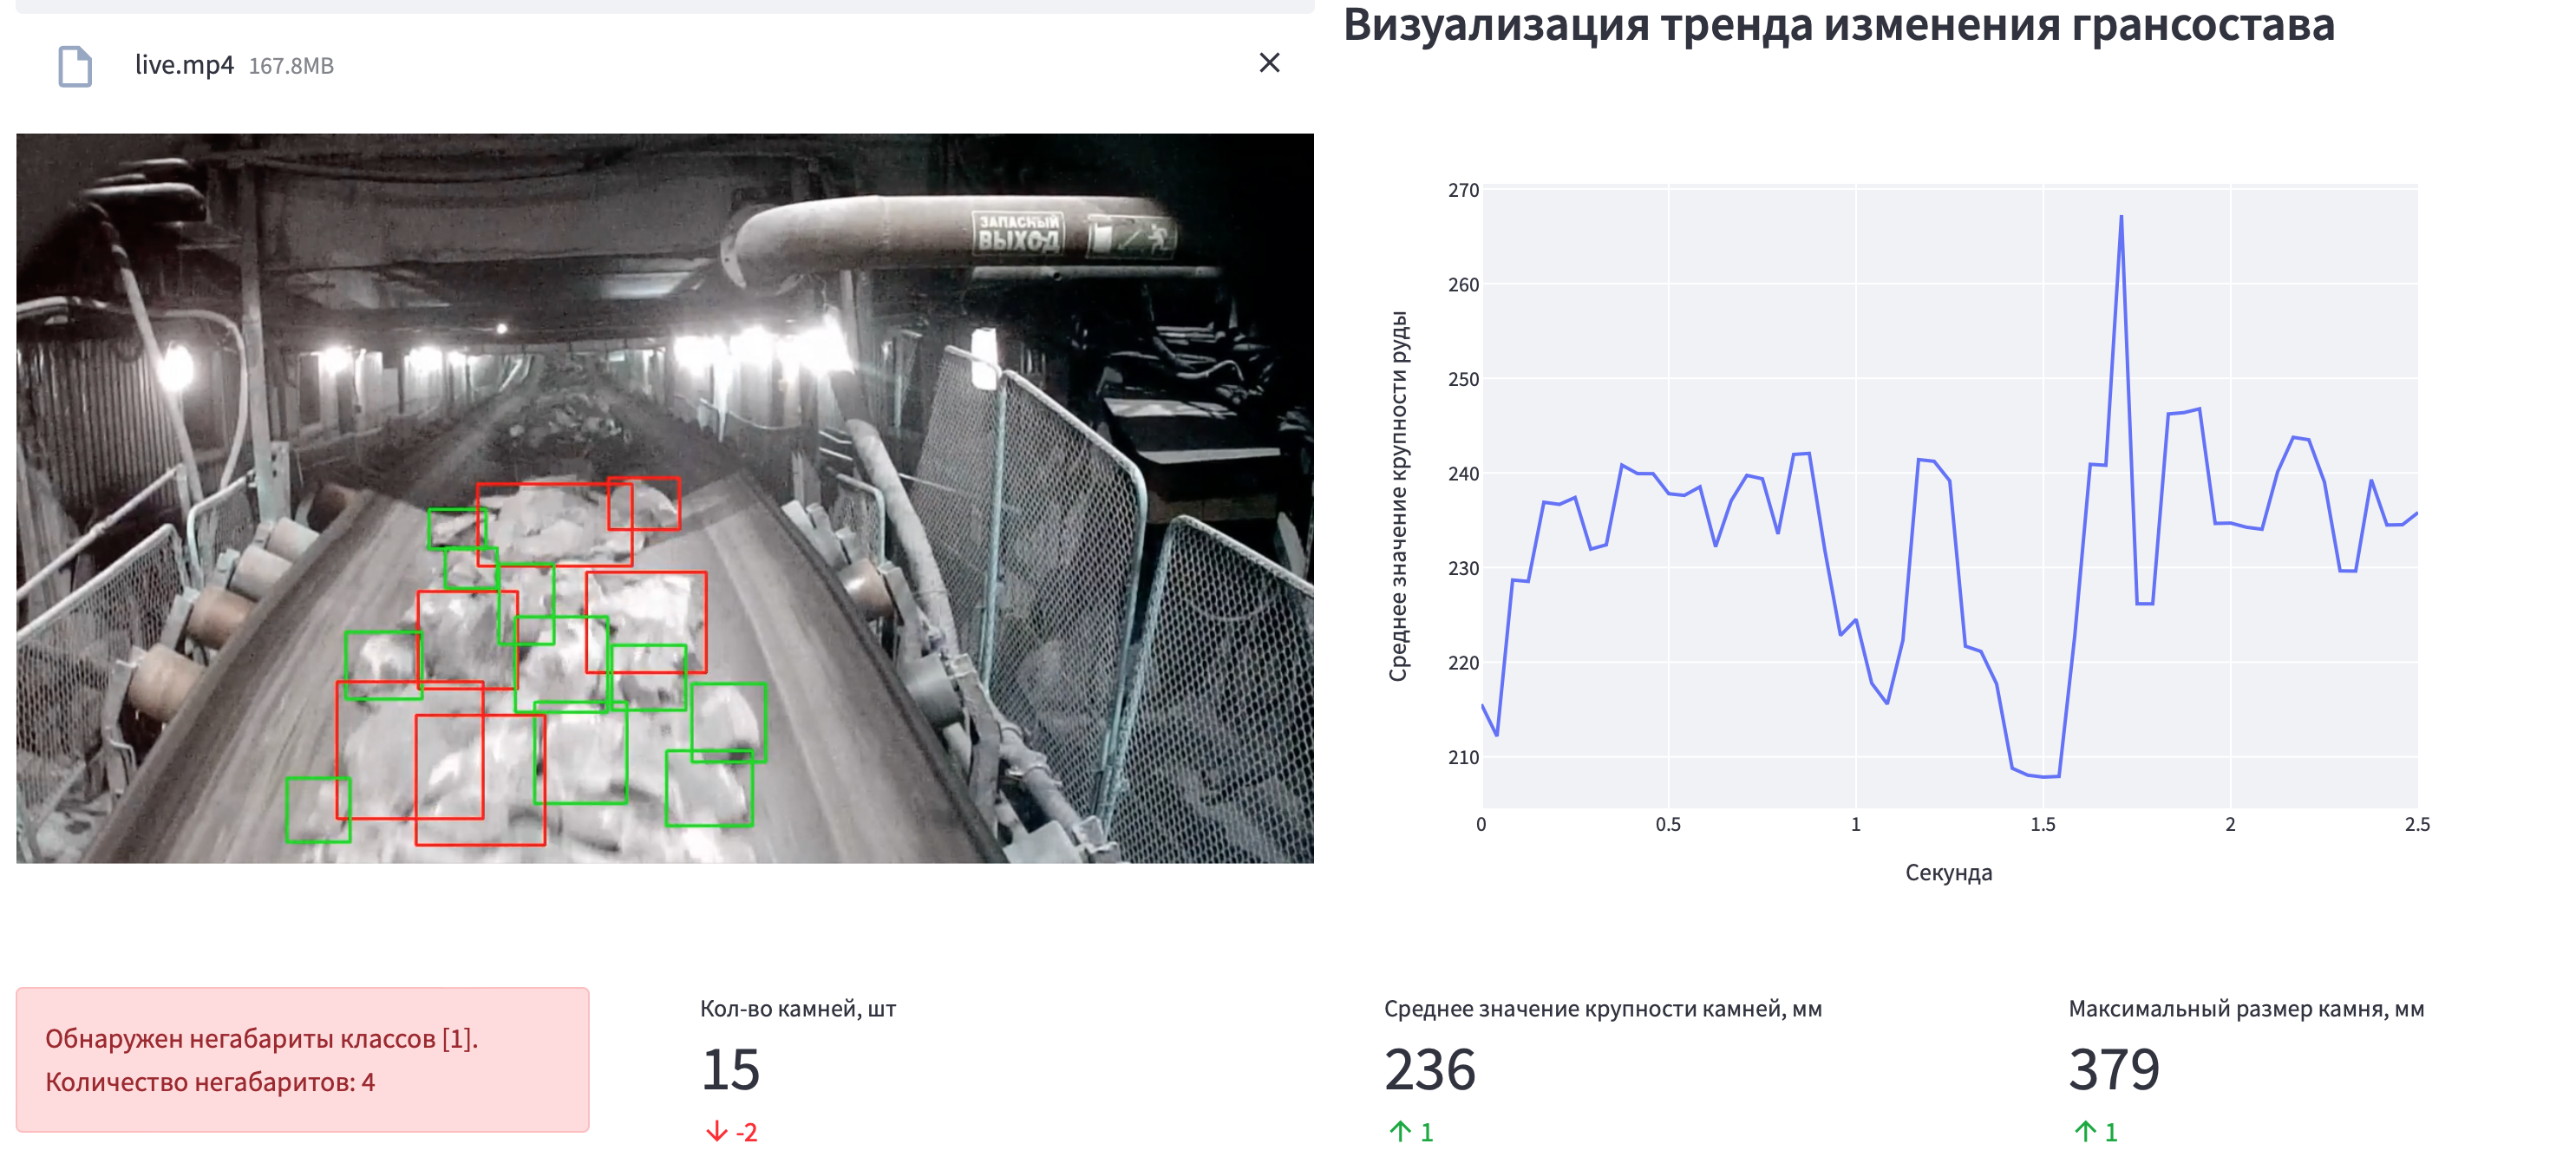 Визуализация тренда изменения грансостава
live.mp4 167.8MB
ЗАПАСНЫЙ
ВЫХОД
270
260
250
240
230
220
210
Среднее значение крупности руды
0 0.5 1 1.5 2 2.5
Секунда
Обнаружен негабариты классов [1].
Количество негабаритов: 4
Кол-во камней, шт
15
-2
Среднее значение крупности камней, мм
236
1
Максимальный размер камня, мм
379
1